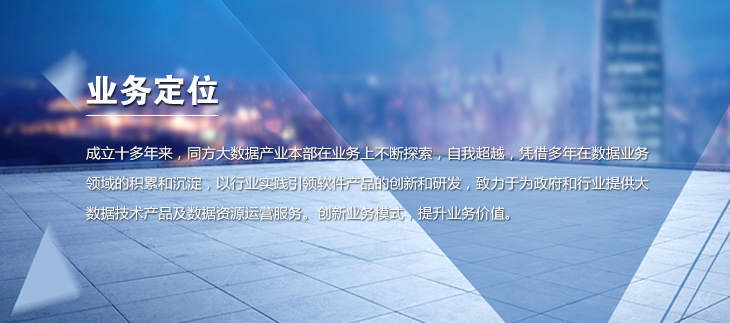 业务定位
成立十多年来，同方大数据产业本部在业务上不断探索，自我超越，凭借多年在数据业务
领域的积累和沉淀，以行业实践引领软件产品的创新和研发，致力于为政府和行业提供大
数据技术产品及数据资源运营服务。创新业务模式，提升业务价值。